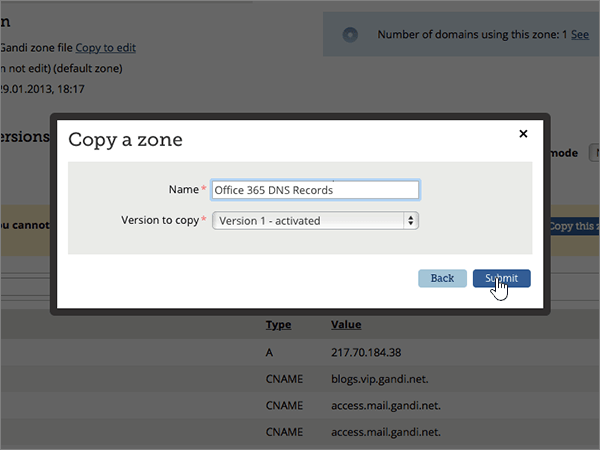 Gandi zone file Copy to edit
not edit) (default zone)
29.01.2013, 18:17
Number of domains using this zone: 1 See
mode
cannot
Copy this
Copy a zone
×
Name *
Office 365 DNS Records
Version to copy *
Version 1 - activated
Back
Submit
Type Value
A 217.70.184.38
CNAME blogs.vip.gandi.net.
CNAME access.mail.gandi.net.
CNAME access.mail.gandi.net.